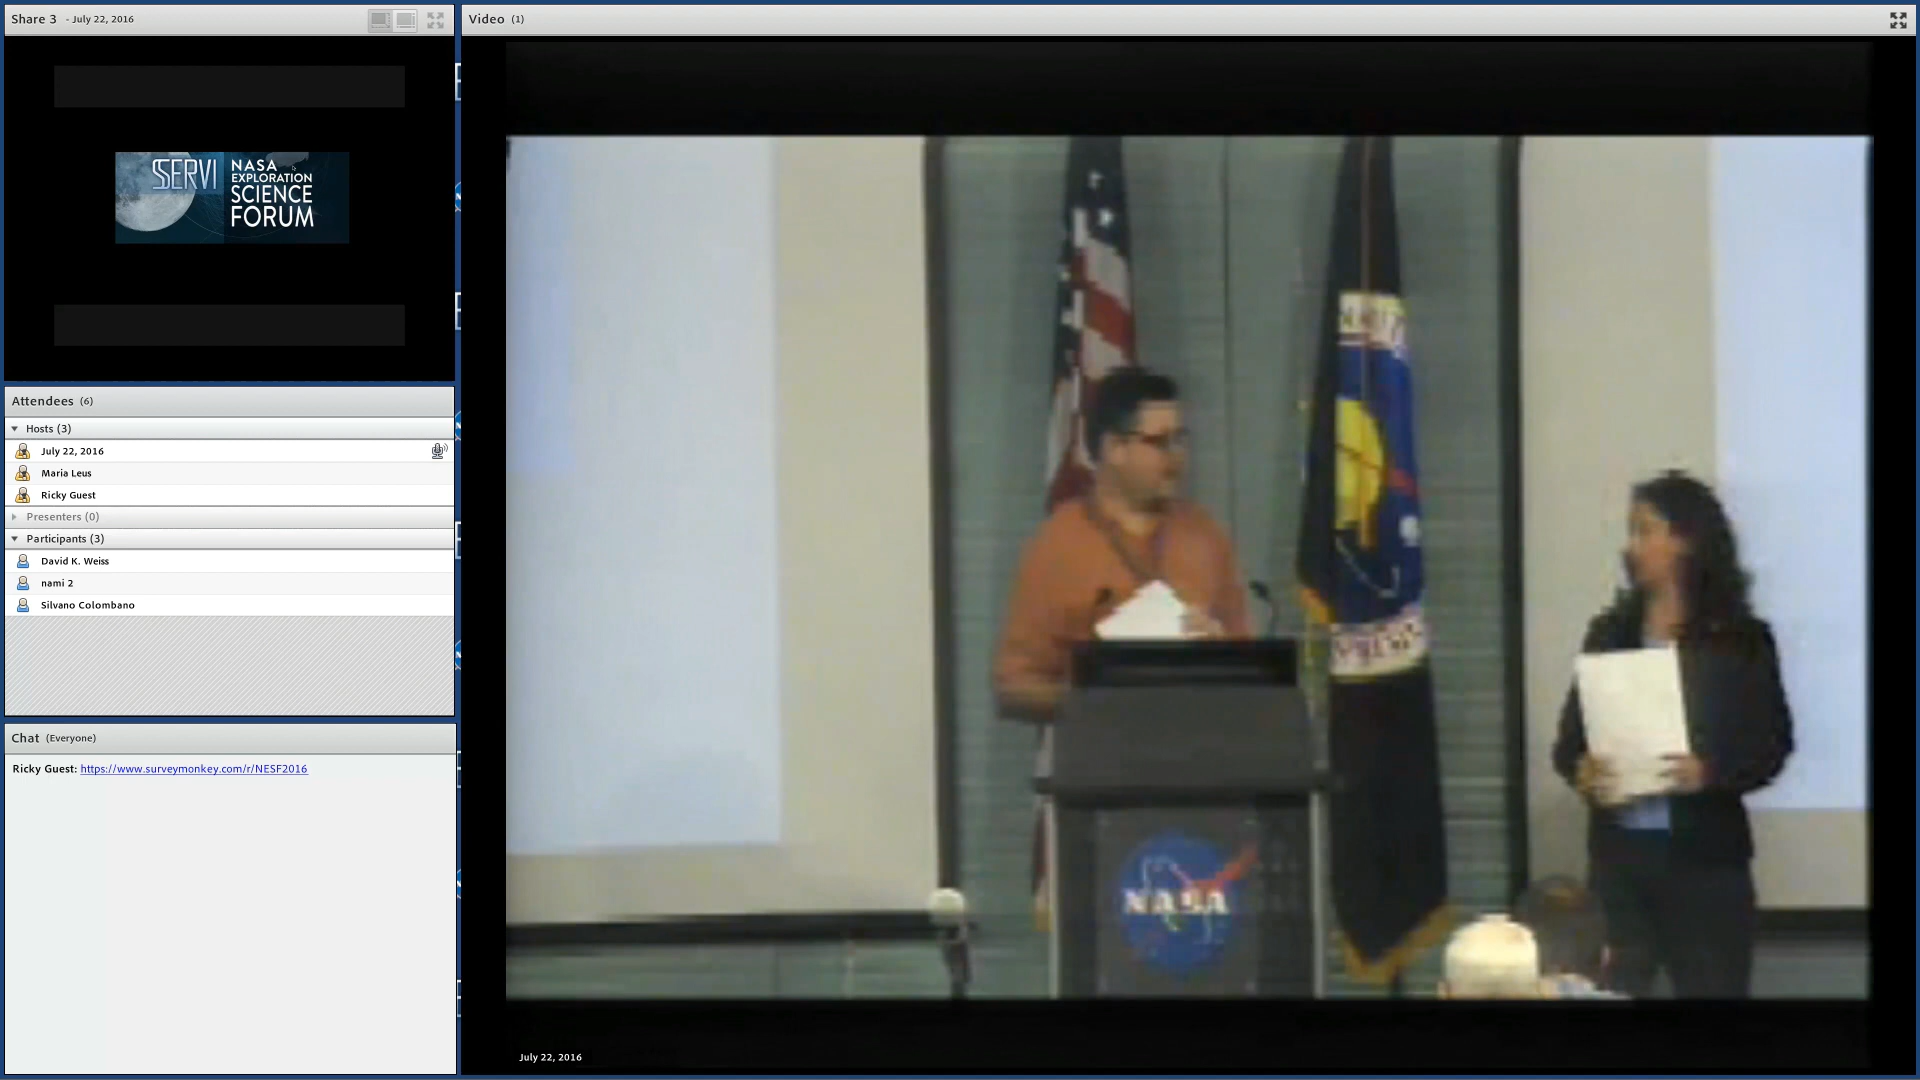 Share 3 - July 22, 2016
SSERVI
NASA
EXPLORATION
SCIENCE
FORUM
Attendees (6)
Hosts (3)
July 22, 2016
Maria Leus
Ricky Guest
Presenters (0)
Participants (3)
David K. Weiss
nami 2
Silvano Colombano
Chat (Everyone)
Ricky Guest: https://www.surveymonkey.com/r/NESF2016
Video (1)
NASA
July 22, 2016